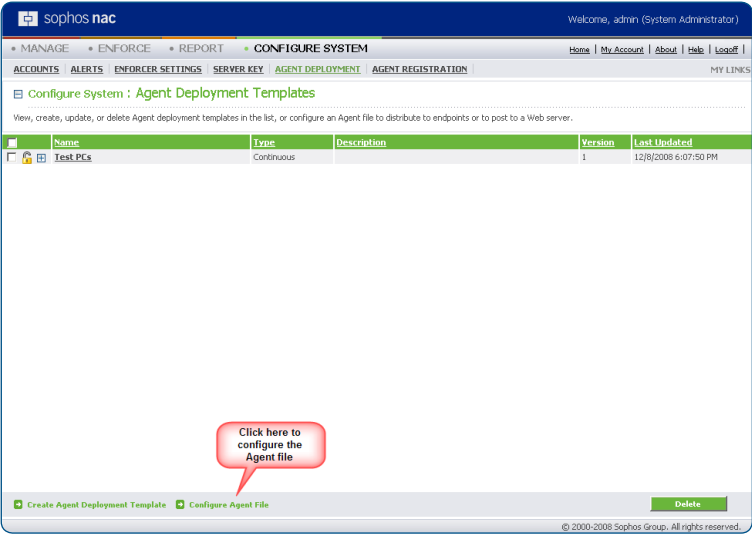 sophos nac
Welcome, admin (System Administrator)
• MANAGE • ENFORCE • REPORT • CONFIGURE SYSTEM
Home | My Account | About | Help | Logoff |
ACCOUNTS | ALERTS | ENFORCER SETTINGS | SERVER KEY | AGENT DEPLOYMENT | AGENT REGISTRATION |
MY LINKS
Configure System : Agent Deployment Templates
View, create, update, or delete Agent deployment templates in the list, or configure an Agent file to distribute to endpoints or to post to a Web server.
Name Type Description Version Last Updated
Test PCs Continuous 1 12/8/2008 6:07:50 PM
Click here to
configure the
Agent file
Create Agent Deployment Template Configure Agent File Delete
© 2000-2008 Sophos Group. All rights reserved.